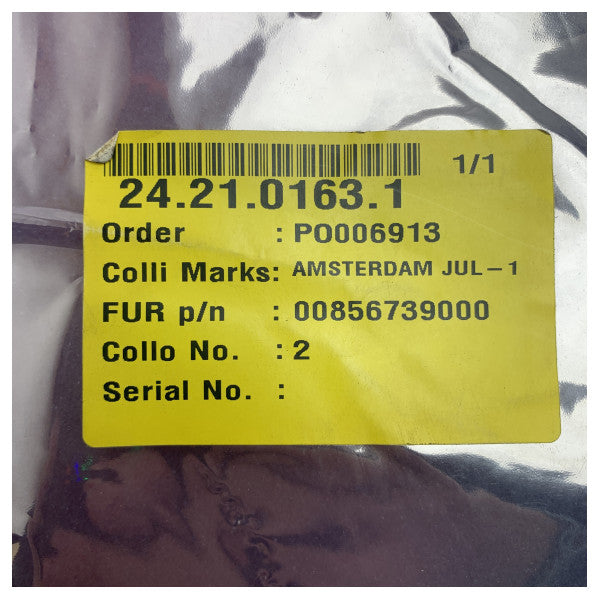 1/1
24.21.0163.1
Order : PO006913
Colli Marks: AMSTERDAM JUL-1
FUR p/n : 00856739000
Collo No. : 2
Serial No. :